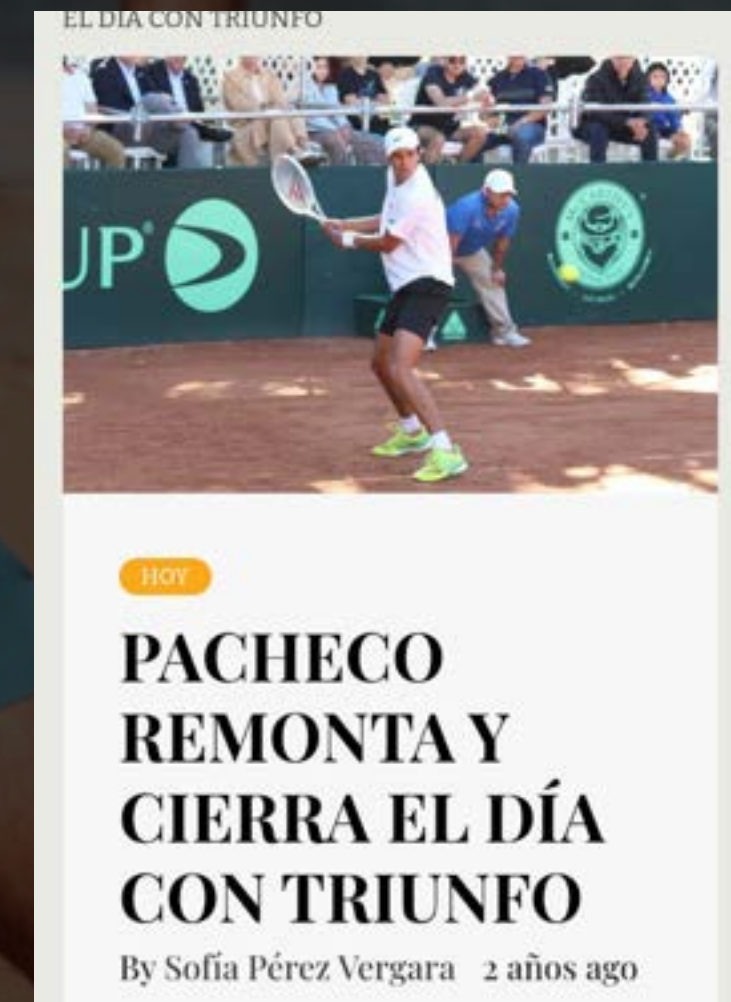 EL DÍA CON TRIUNFO
UP
HOY
PACHECO
REMONTA Y
CIERRA EL DÍA
CON TRIUNFO
By Sofía Pérez Vergara 2 años ago